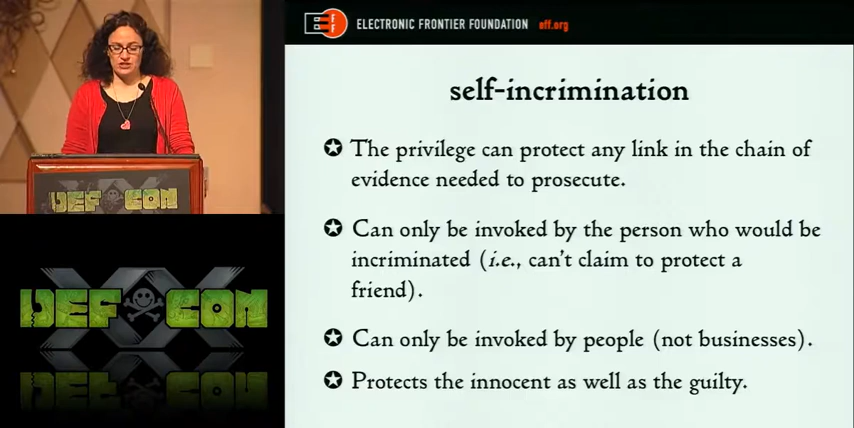 ELECTRONIC FRONTIER FOUNDATION eff.org
self-incrimination
The privilege can protect any link in the chain of
evidence needed to prosecute.
Can only be invoked by the person who would be
incriminated (i.e., can't claim to protect a
friend).
Can only be invoked by people (not businesses).
Protects the innocent as well as the guilty.
DEF CON
XX
DEF CON